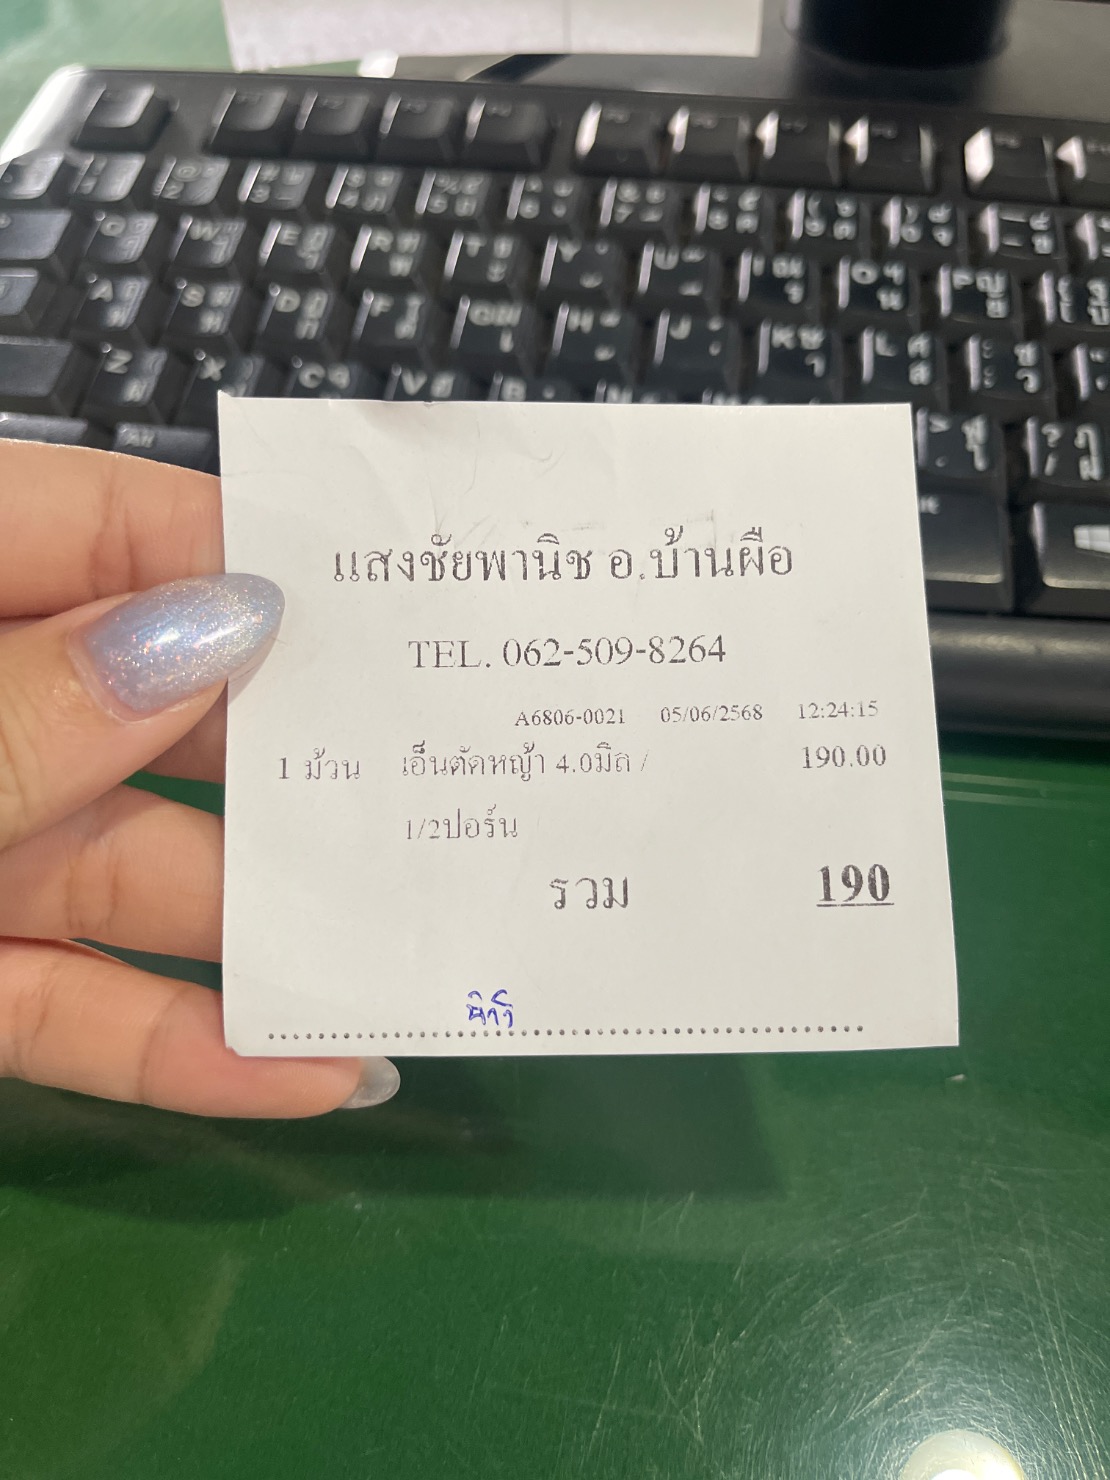 แสงชัยพานิช อ.บ้านผือ
TEL. 062-509-8264
A6806-0021 05/06/2568 12:24:15
1 ม้วน เอ็นตัดหญ้า 4.0มิล / 190.00
1/2ปอร์น
รวม 190